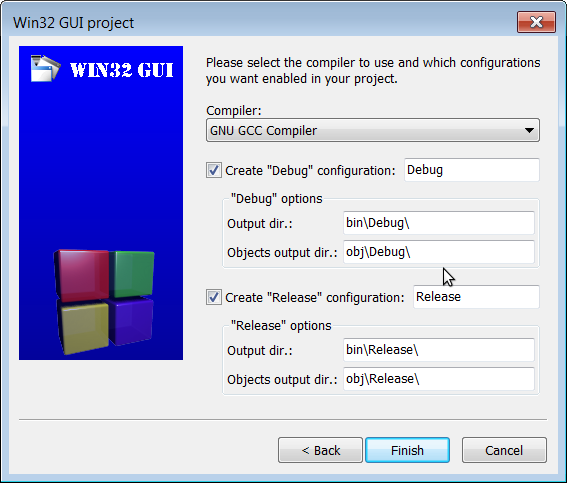 Win32 GUI project
WIN32 GUI
Please select the compiler to use and which configurations
you want enabled in your project.
Compiler:
GNU GCC Compiler
Create "Debug" configuration: Debug
"Debug" options
Output dir.: bin\Debug\
Objects output dir.: obj\Debug\
Create "Release" configuration: Release
"Release" options
Output dir.: bin\Release\
Objects output dir.: obj\Release\
< Back Finish Cancel